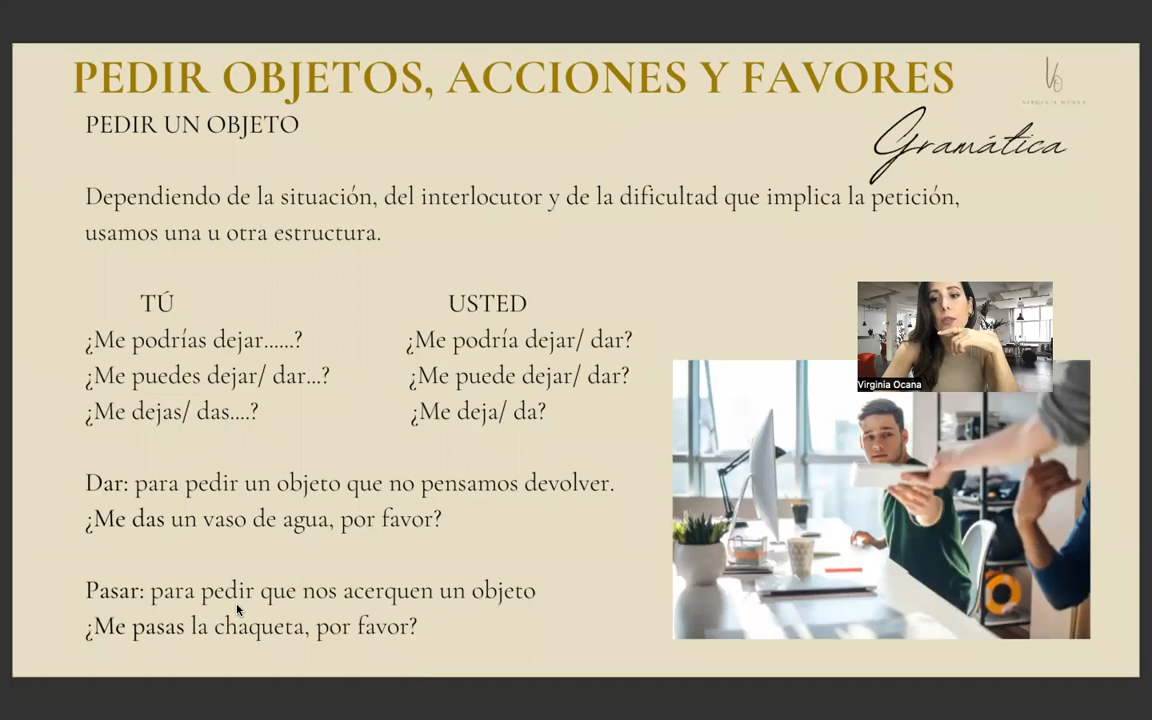 PEDIR OBJETOS, ACCIONES Y FAVORES
VIRGINIA OCAÑA
PEDIR UN OBJETO
Gramática
Dependiendo de la situación, del interlocutor y de la dificultad que implica la petición,
usamos una u otra estructura.
TÚ USTED
¿Me podrías dejar......? ¿Me podría dejar/ dar?
¿Me puedes dejar/ dar...? ¿Me puede dejar/ dar?
¿Me dejas/ das....? ¿Me deja/ da?
Virginia Ocana
Dar: para pedir un objeto que no pensamos devolver.
¿Me das un vaso de agua, por favor?
Pasar: para pedir que nos acerquen un objeto
¿Me pasas la chaqueta, por favor?